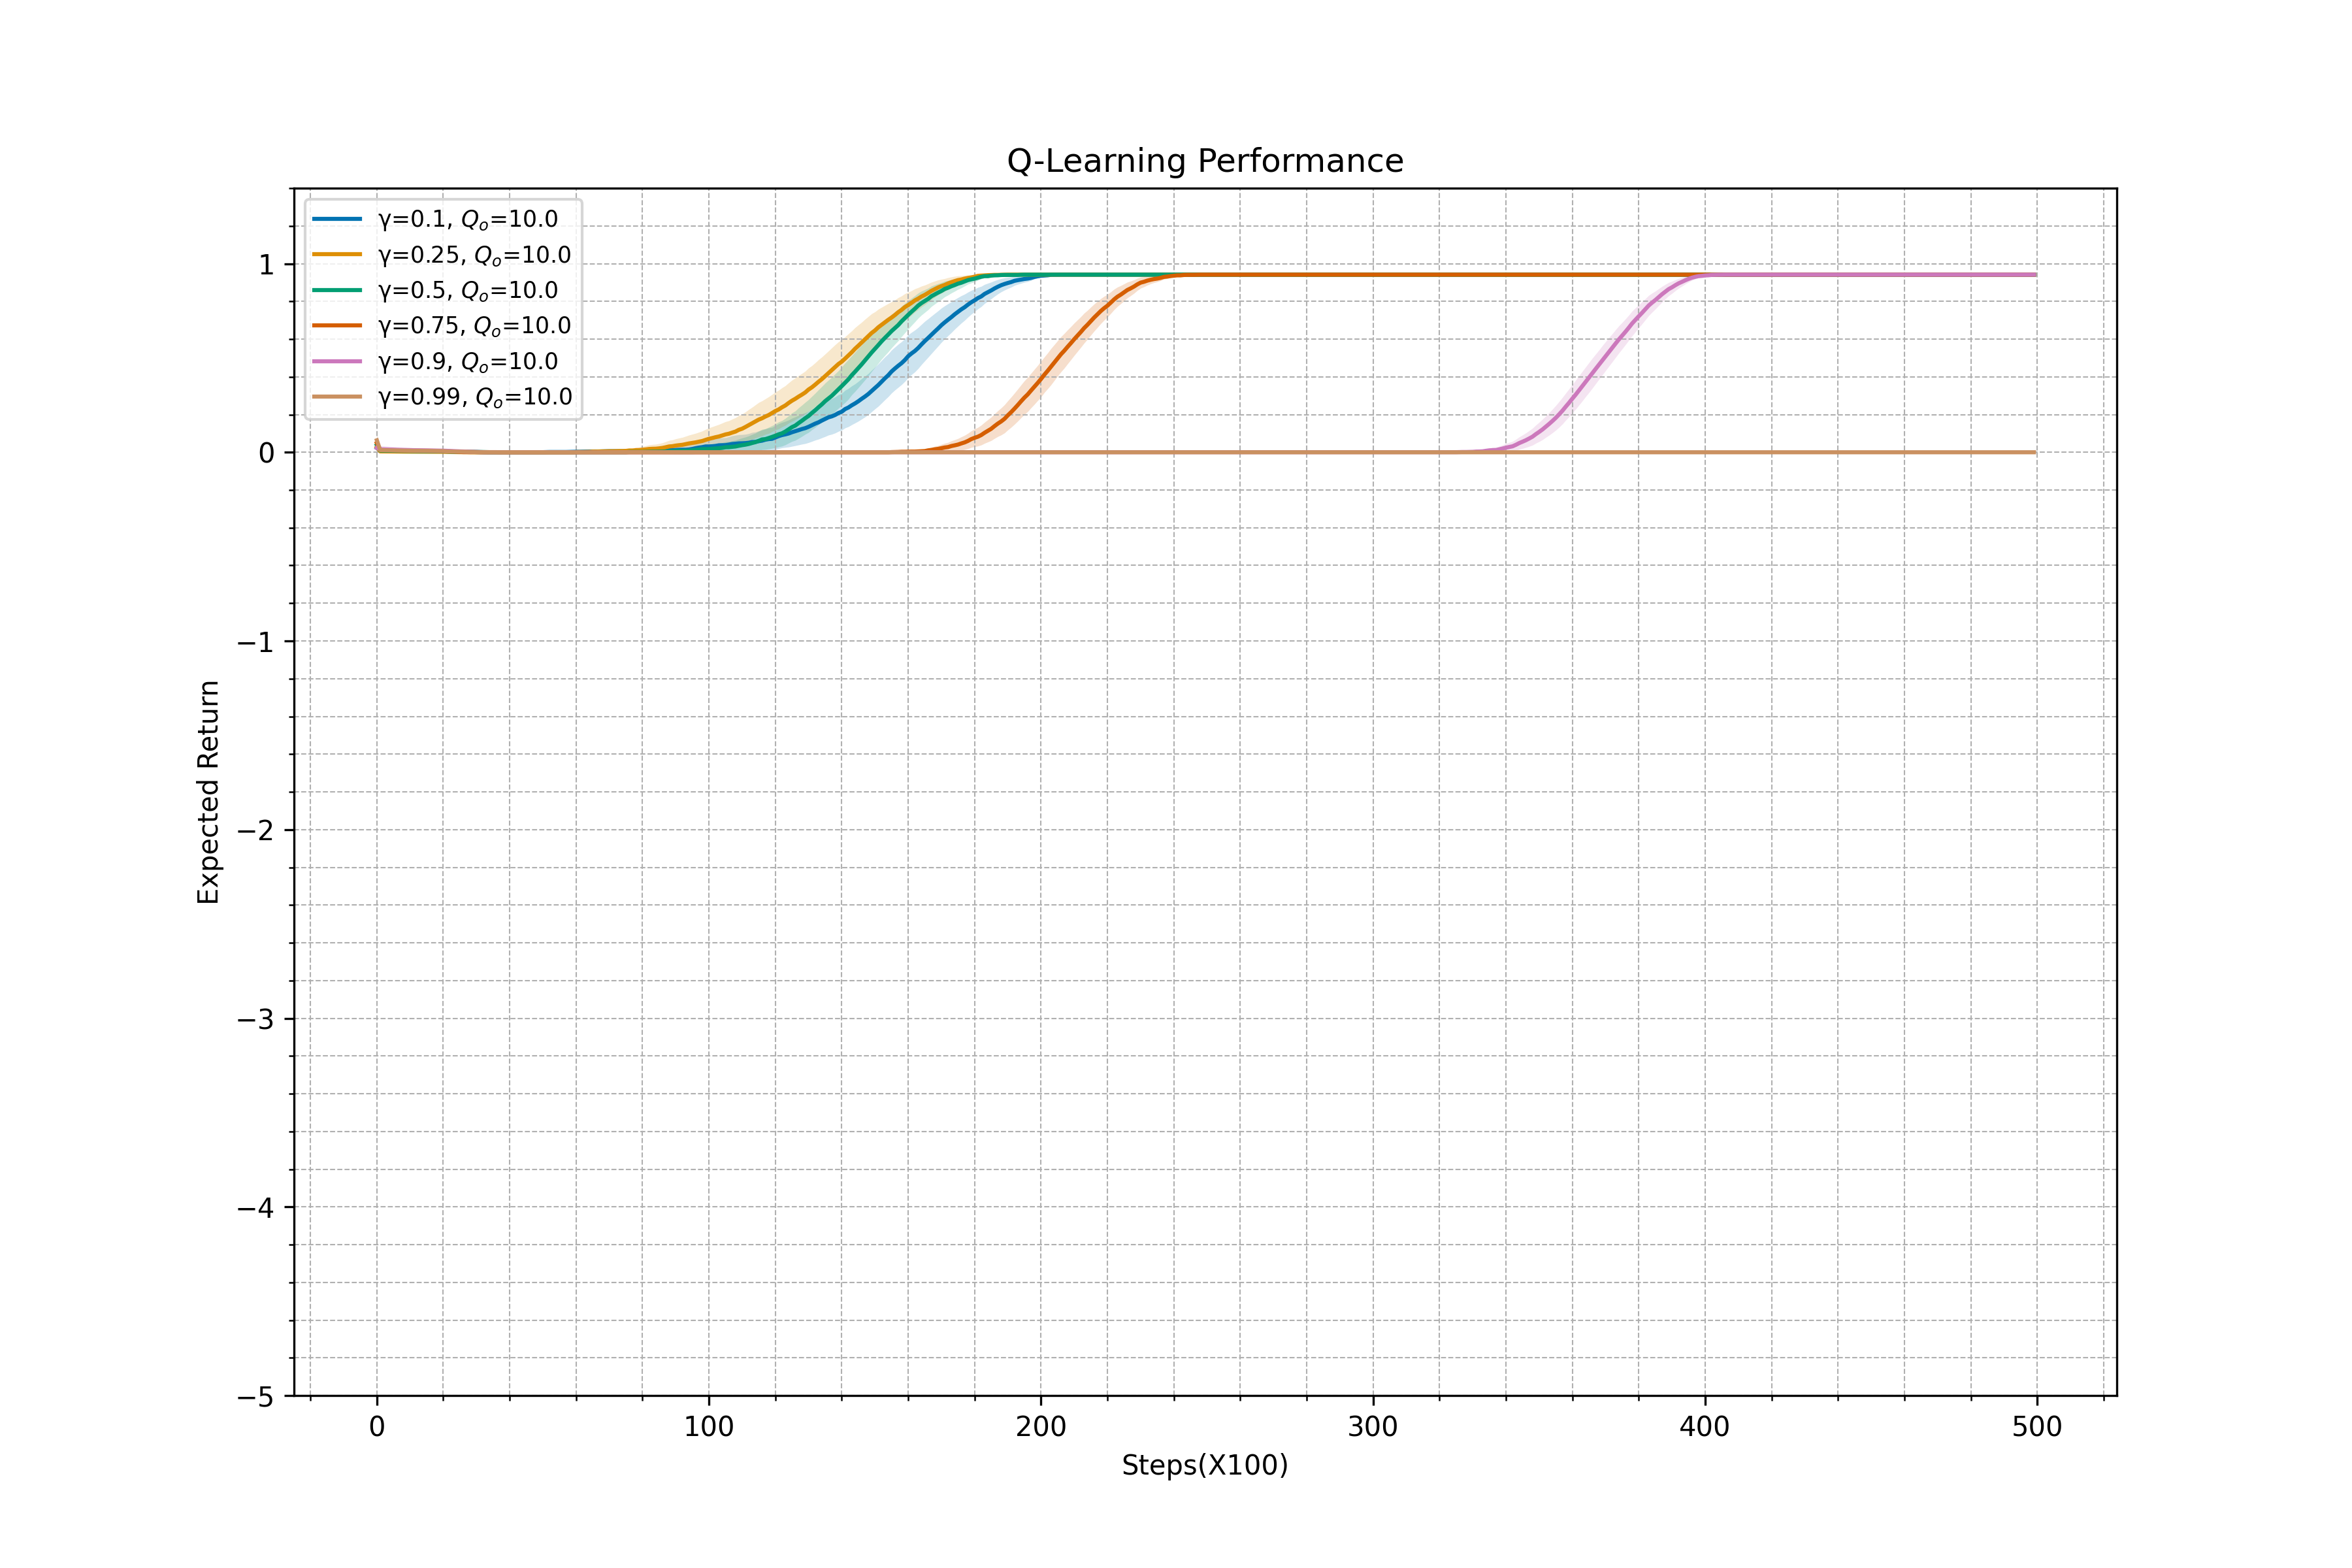 Q-Learning Performance
γ=0.1, Qₒ=10.0
γ=0.25, Qₒ=10.0
γ=0.5, Qₒ=10.0
γ=0.75, Qₒ=10.0
γ=0.9, Qₒ=10.0
γ=0.99, Qₒ=10.0
1
0
−1
−2
−3
−4
−5
Expected Return
0 100 200 300 400 500
Steps(X100)